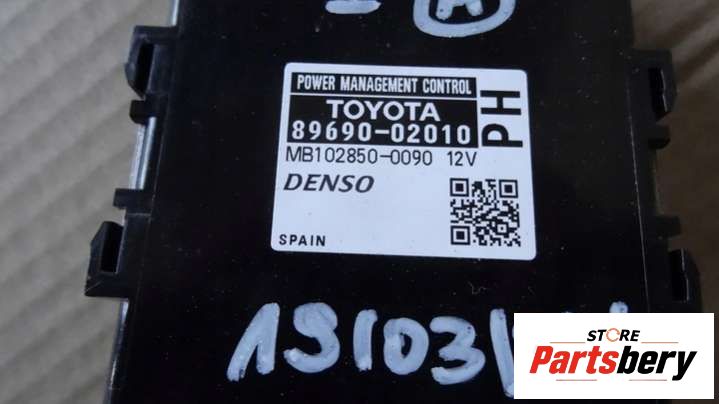 A
POWER MANAGEMENT CONTROL
TOYOTA
89690-02010
PH
MB102850-0090 12V
DENSO
SPAIN
STORE
Partsbery